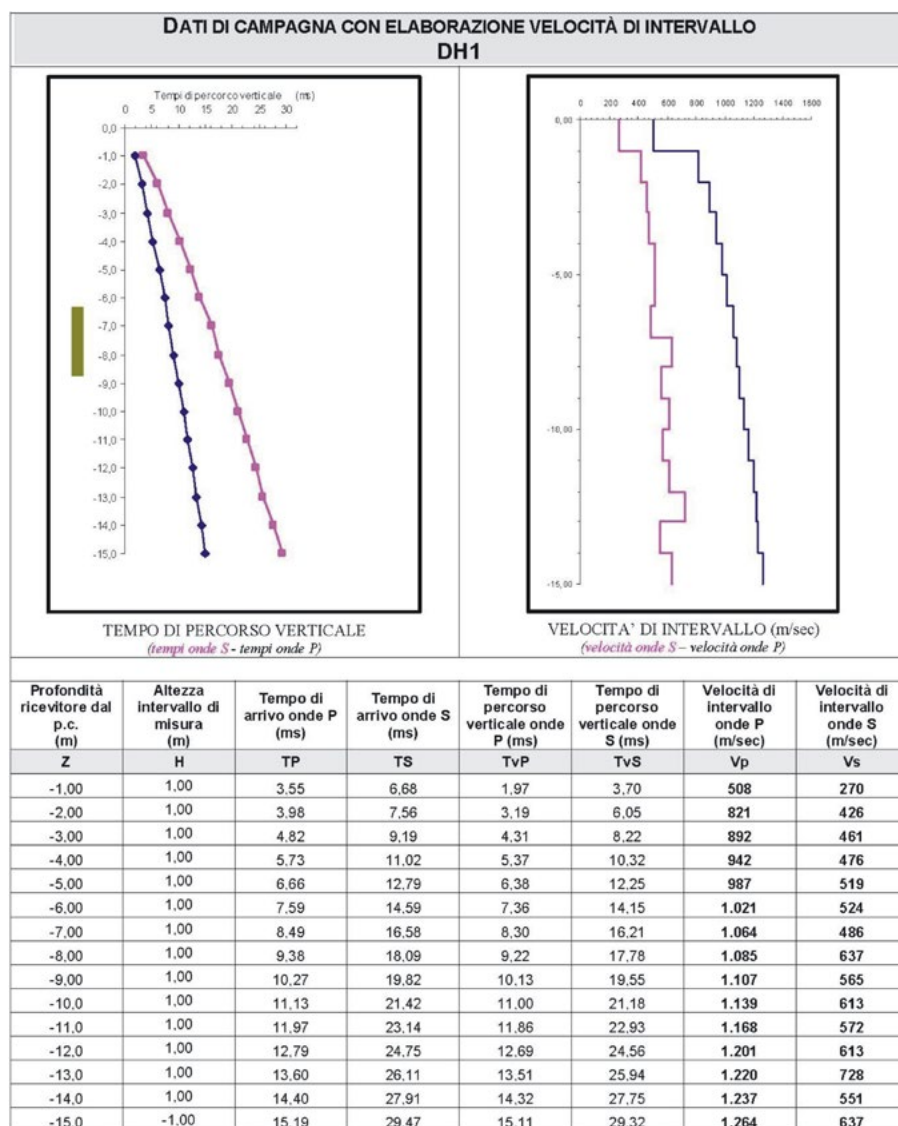 DATI DI CAMPAGNA CON ELABORAZIONE VELOCITÀ DI INTERVALLO
DH1
Tempi di percorso verticale (ms)
0 5 10 15 20 25 30
0,0
-1,0
-2,0
-3,0
-4,0
-5,0
-6,0
-7,0
-8,0
-9,0
-10,0
-11,0
-12,0
-13,0
-14,0
-15,0
TEMPO DI PERCORSO VERTICALE
(tempi onde S - tempi onde P)
0 200 400 600 800 1000 1200 1400 1600
0,00
-5,00
-10,00
-15,00
VELOCITA' DI INTERVALLO (m/sec)
(velocità onde S – velocità onde P)
Profondità ricevitore dal p.c. (m) Altezza intervallo di misura (m) Tempo di arrivo onde P (ms) Tempo di arrivo onde S (ms) Tempo di percorso verticale onde P (ms) Tempo di percorso verticale onde S (ms) Velocità di intervallo onde P (m/sec) Velocità di intervallo onde S (m/sec)
Z H TP TS TvP TvS Vp Vs
-1,00 1,00 3,55 6,68 1,97 3,70 508 270
-2,00 1,00 3,98 7,56 3,19 6,05 821 426
-3,00 1,00 4,82 9,19 4,31 8,22 892 461
-4,00 1,00 5,73 11,02 5,37 10,32 942 476
-5,00 1,00 6,66 12,79 6,38 12,25 987 519
-6,00 1,00 7,59 14,59 7,36 14,15 1.021 524
-7,00 1,00 8,49 16,58 8,30 16,21 1.064 486
-8,00 1,00 9,38 18,09 9,22 17,78 1.085 637
-9,00 1,00 10,27 19,82 10,13 19,55 1.107 565
-10,0 1,00 11,13 21,42 11,00 21,18 1.139 613
-11,0 1,00 11,97 23,14 11,86 22,93 1.168 572
-12,0 1,00 12,79 24,75 12,69 24,56 1.201 613
-13,0 1,00 13,60 26,11 13,51 25,94 1.220 728
-14,0 1,00 14,40 27,91 14,32 27,75 1.237 551
-15,0 -1,00 15,19 29,47 15,11 29,32 1.264 637